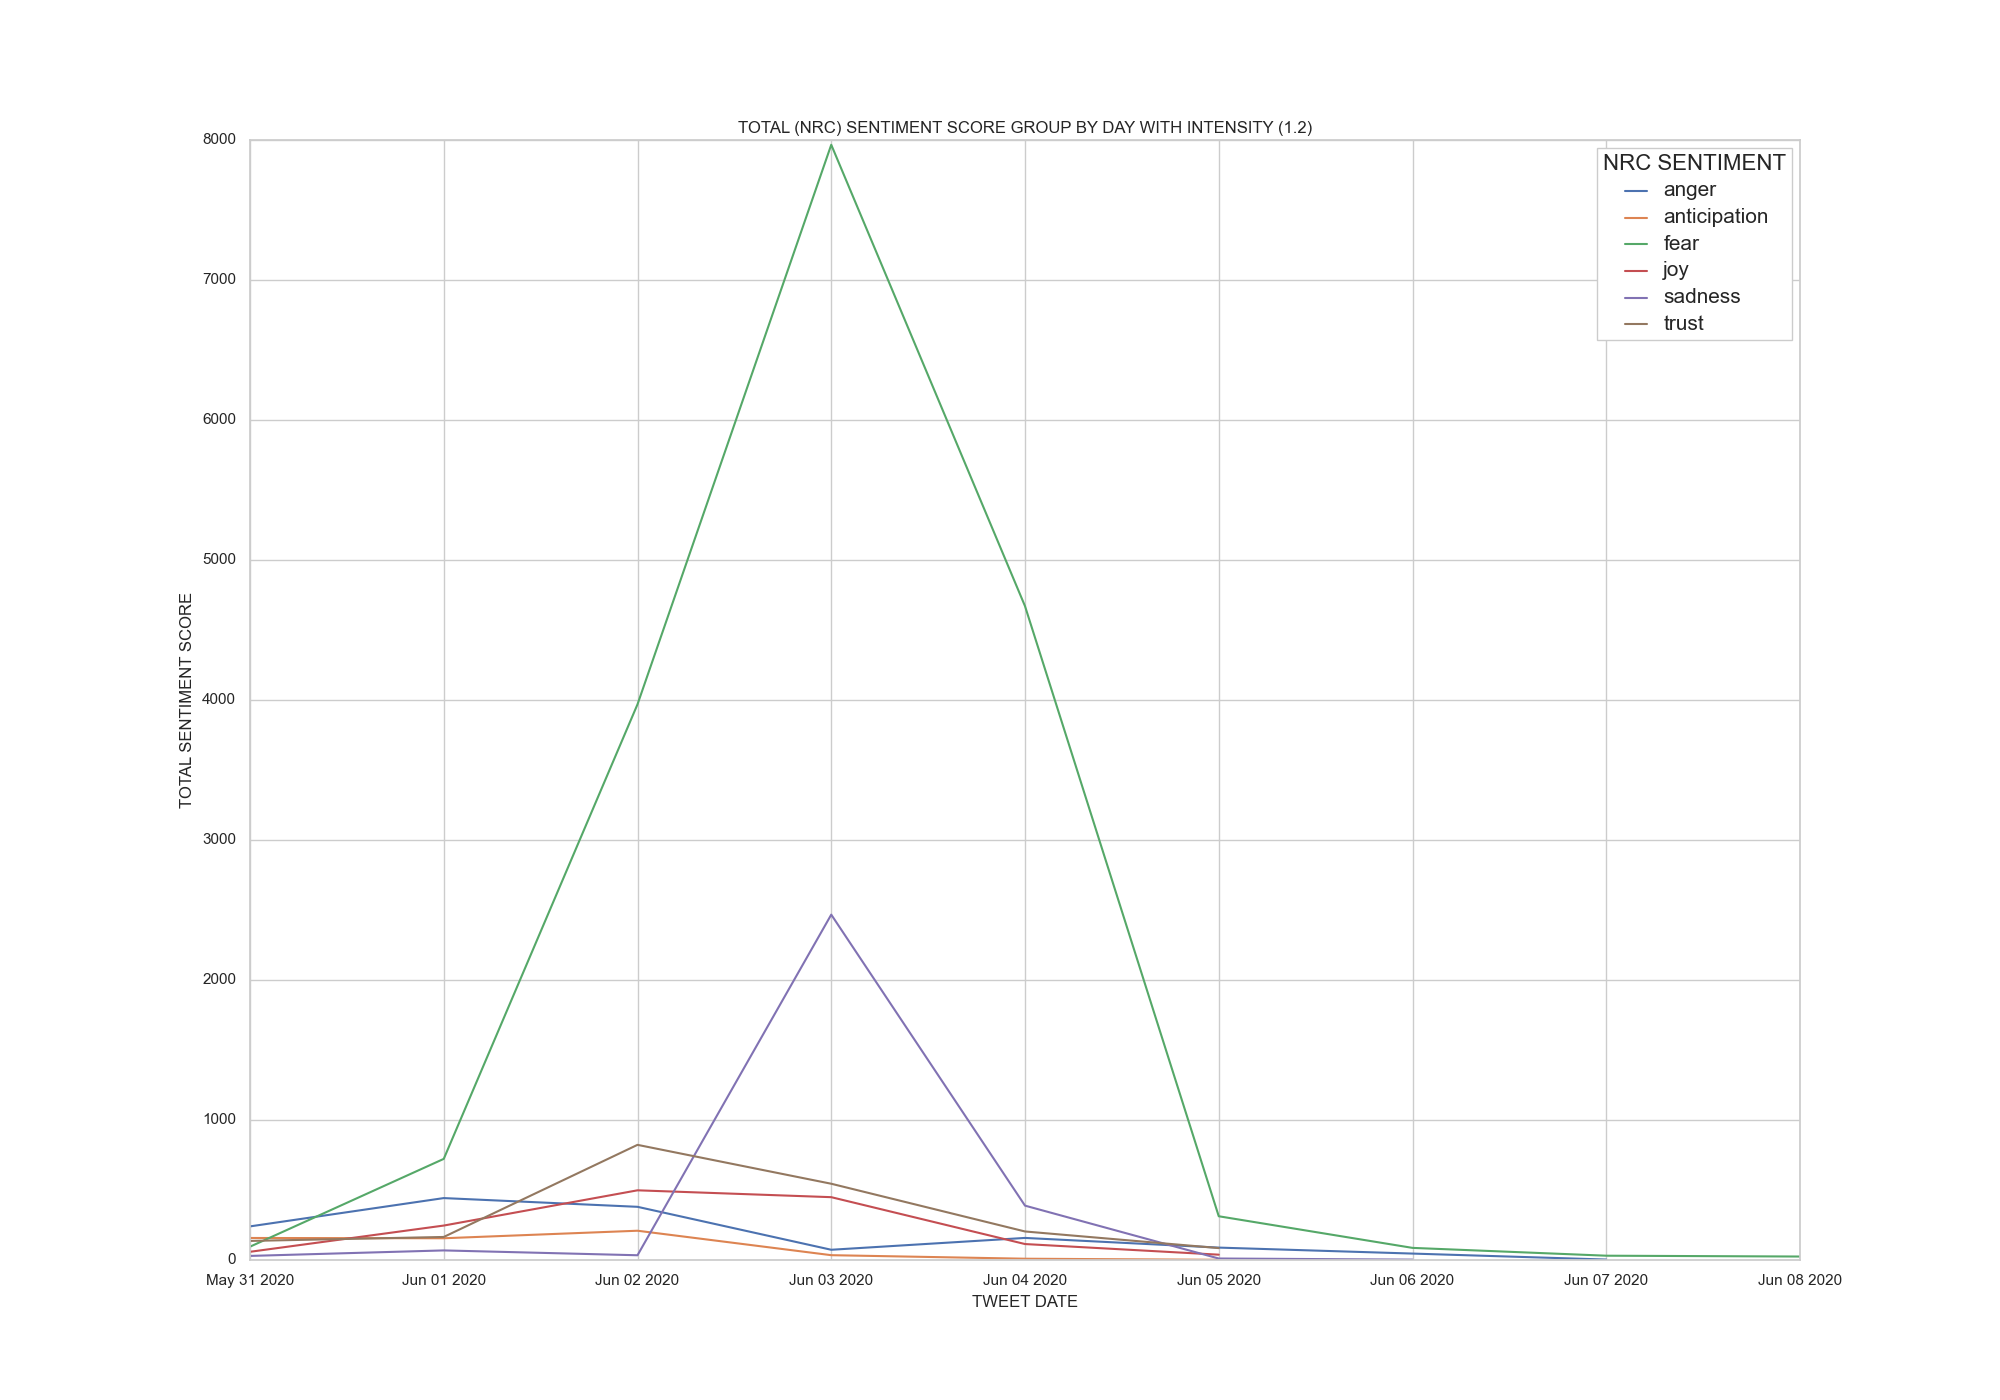 TOTAL (NRC) SENTIMENT SCORE GROUP BY DAY WITH INTENSITY (1.2)
NRC SENTIMENT
anger
anticipation
fear
joy
sadness
trust
TOTAL SENTIMENT SCORE
8000
7000
6000
5000
4000
3000
2000
1000
0
May 31 2020 Jun 01 2020 Jun 02 2020 Jun 03 2020 Jun 04 2020 Jun 05 2020 Jun 06 2020 Jun 07 2020 Jun 08 2020
TWEET DATE